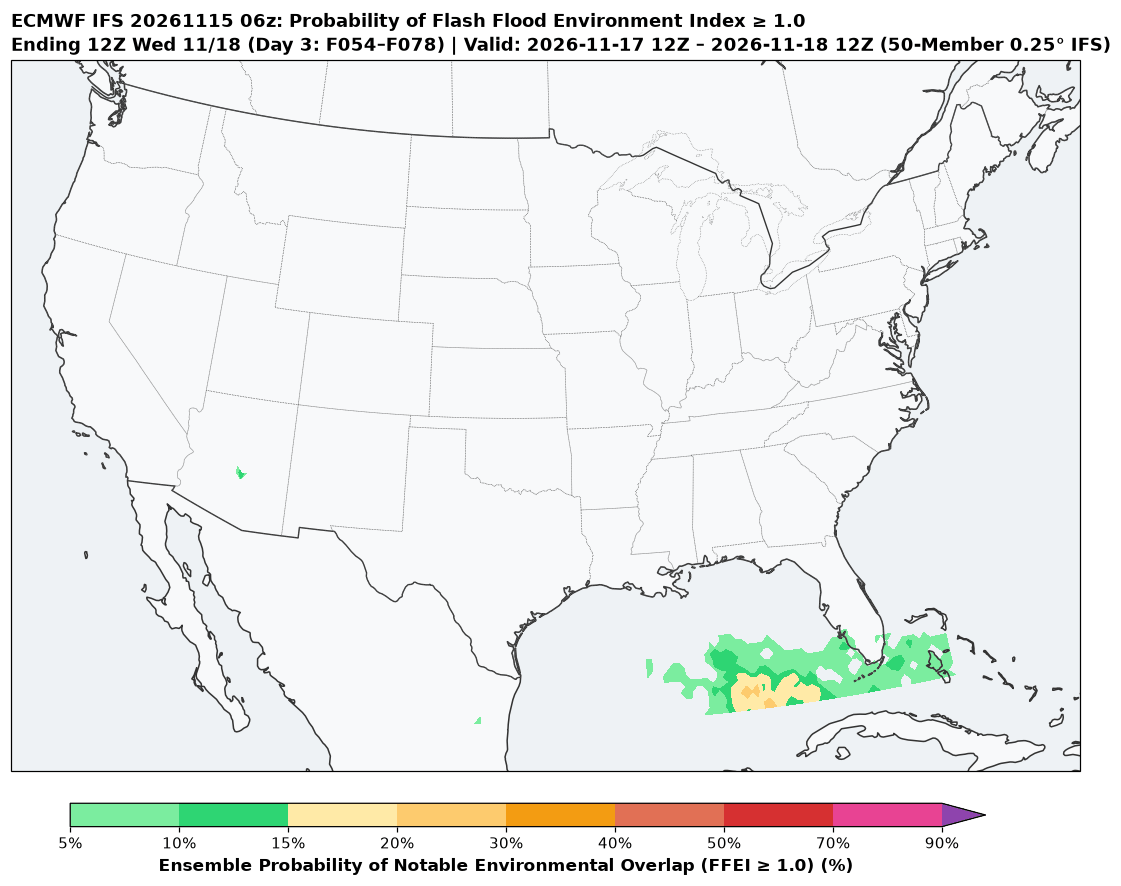 ECMWF IFS 20261115 06z: Probability of Flash Flood Environment Index ≥ 1.0
Ending 12Z Wed 11/18 (Day 3: F054–F078) | Valid: 2026-11-17 12Z – 2026-11-18 12Z (50-Member 0.25° IFS)
5% 10% 15% 20% 30% 40% 50% 70% 90%
Ensemble Probability of Notable Environmental Overlap (FFEI ≥ 1.0) (%)